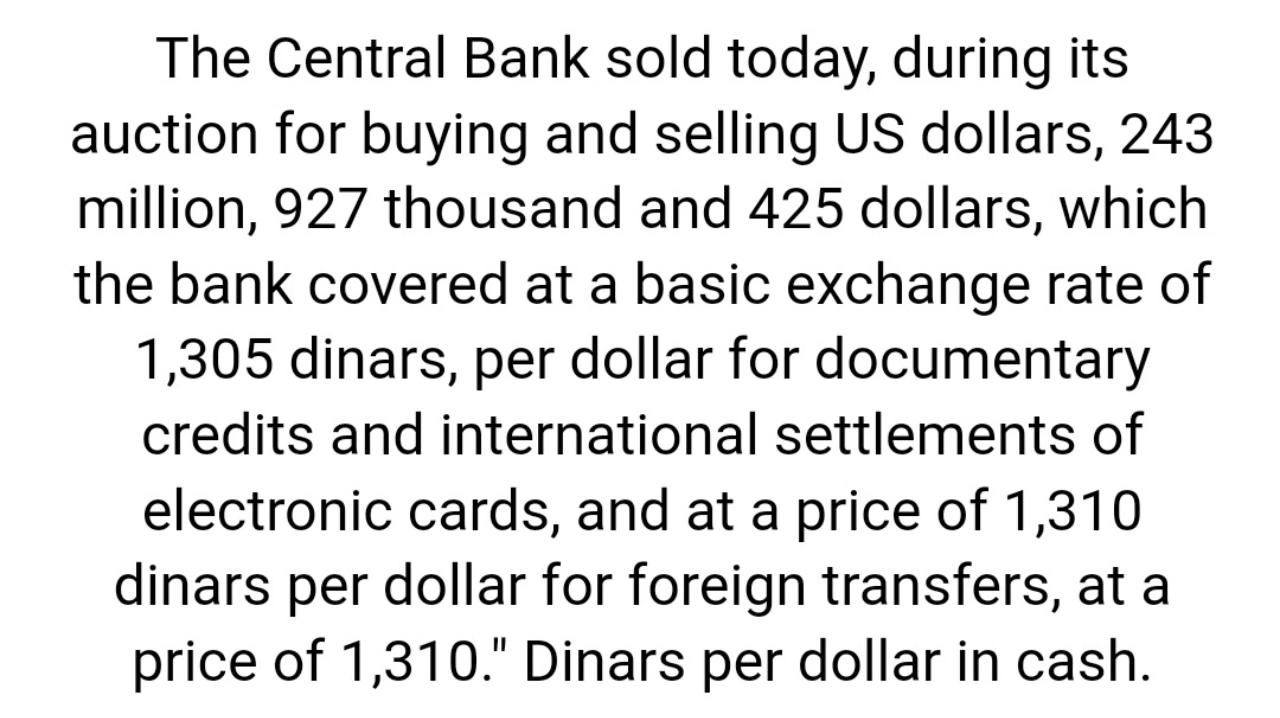 The Central Bank sold today, during its
auction for buying and selling US dollars, 243
million, 927 thousand and 425 dollars, which
the bank covered at a basic exchange rate of
1,305 dinars, per dollar for documentary
credits and international settlements of
electronic cards, and at a price of 1,310
dinars per dollar for foreign transfers, at a
price of 1,310." Dinars per dollar in cash.